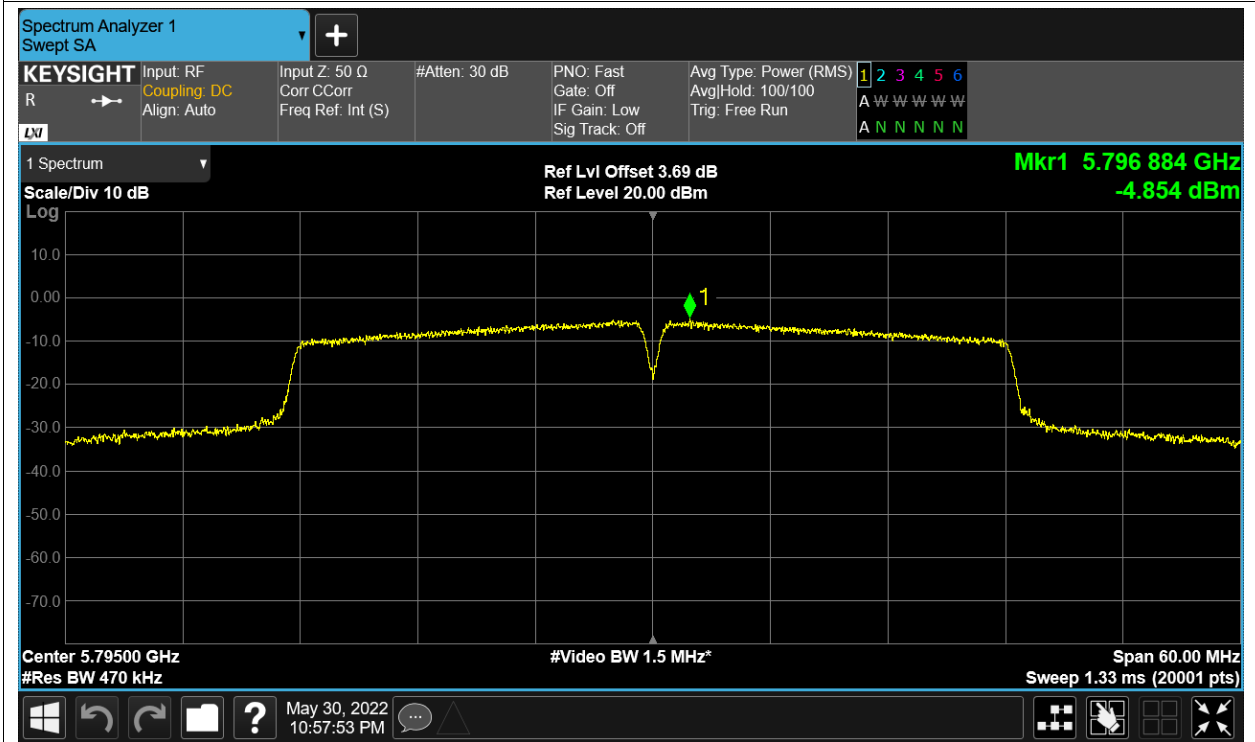 Spectrum Analyzer 1
Swept SA
+
KEYSIGHT
R
LXI
Input: RF
Coupling: DC
Align: Auto
Input Z: 50 Ω
Corr CCorr
Freq Ref: Int (S)
#Atten: 30 dB
PNO: Fast
Gate: Off
IF Gain: Low
Sig Track: Off
Avg Type: Power (RMS)
Avg|Hold: 100/100
Trig: Free Run
1 2 3 4 5 6
A W W W W W
A N N N N N
1 Spectrum
Scale/Div 10 dB
Log
Ref Lvl Offset 3.69 dB
Ref Level 20.00 dBm
Mkr1 5.796 884 GHz
-4.854 dBm
10.0
0.00
-10.0
-20.0
-30.0
-40.0
-50.0
-60.0
-70.0
1
Center 5.79500 GHz
#Res BW 470 kHz
#Video BW 1.5 MHz*
Span 60.00 MHz
Sweep 1.33 ms (20001 pts)
?
May 30, 2022
10:57:53 PM